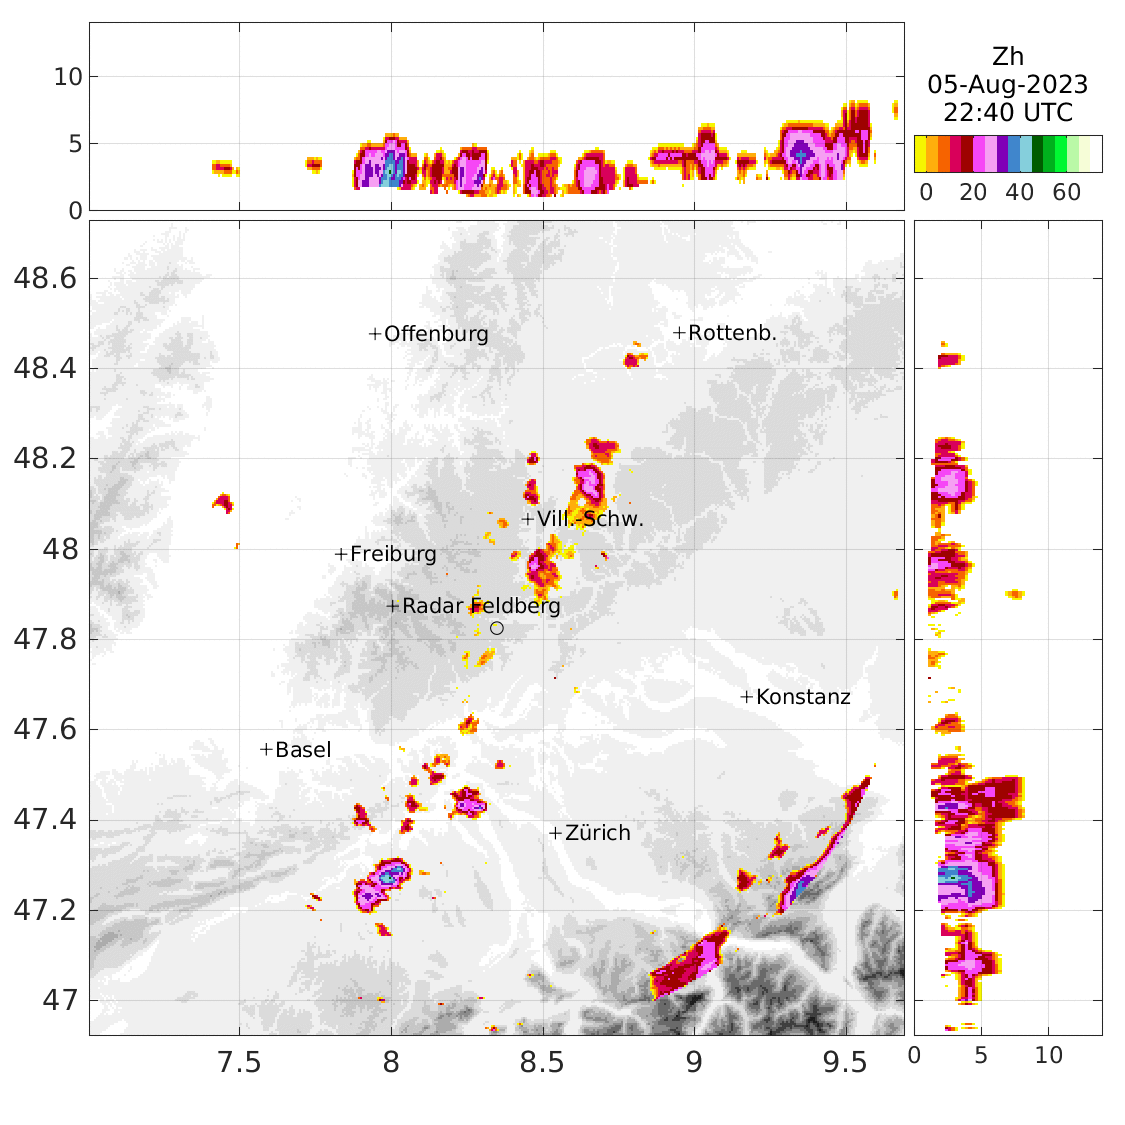 10
5
0
Zh
05-Aug-2023
22:40 UTC
0 20 40 60
48.6
48.4
48.2
48
47.8
47.6
47.4
47.2
47
+Offenburg
+Rottenb.
+Vill.-Schw.
+Freiburg
+Radar Feldberg
+Konstanz
+Basel
+Zürich
7.5 8 8.5 9 9.5
0 5 10